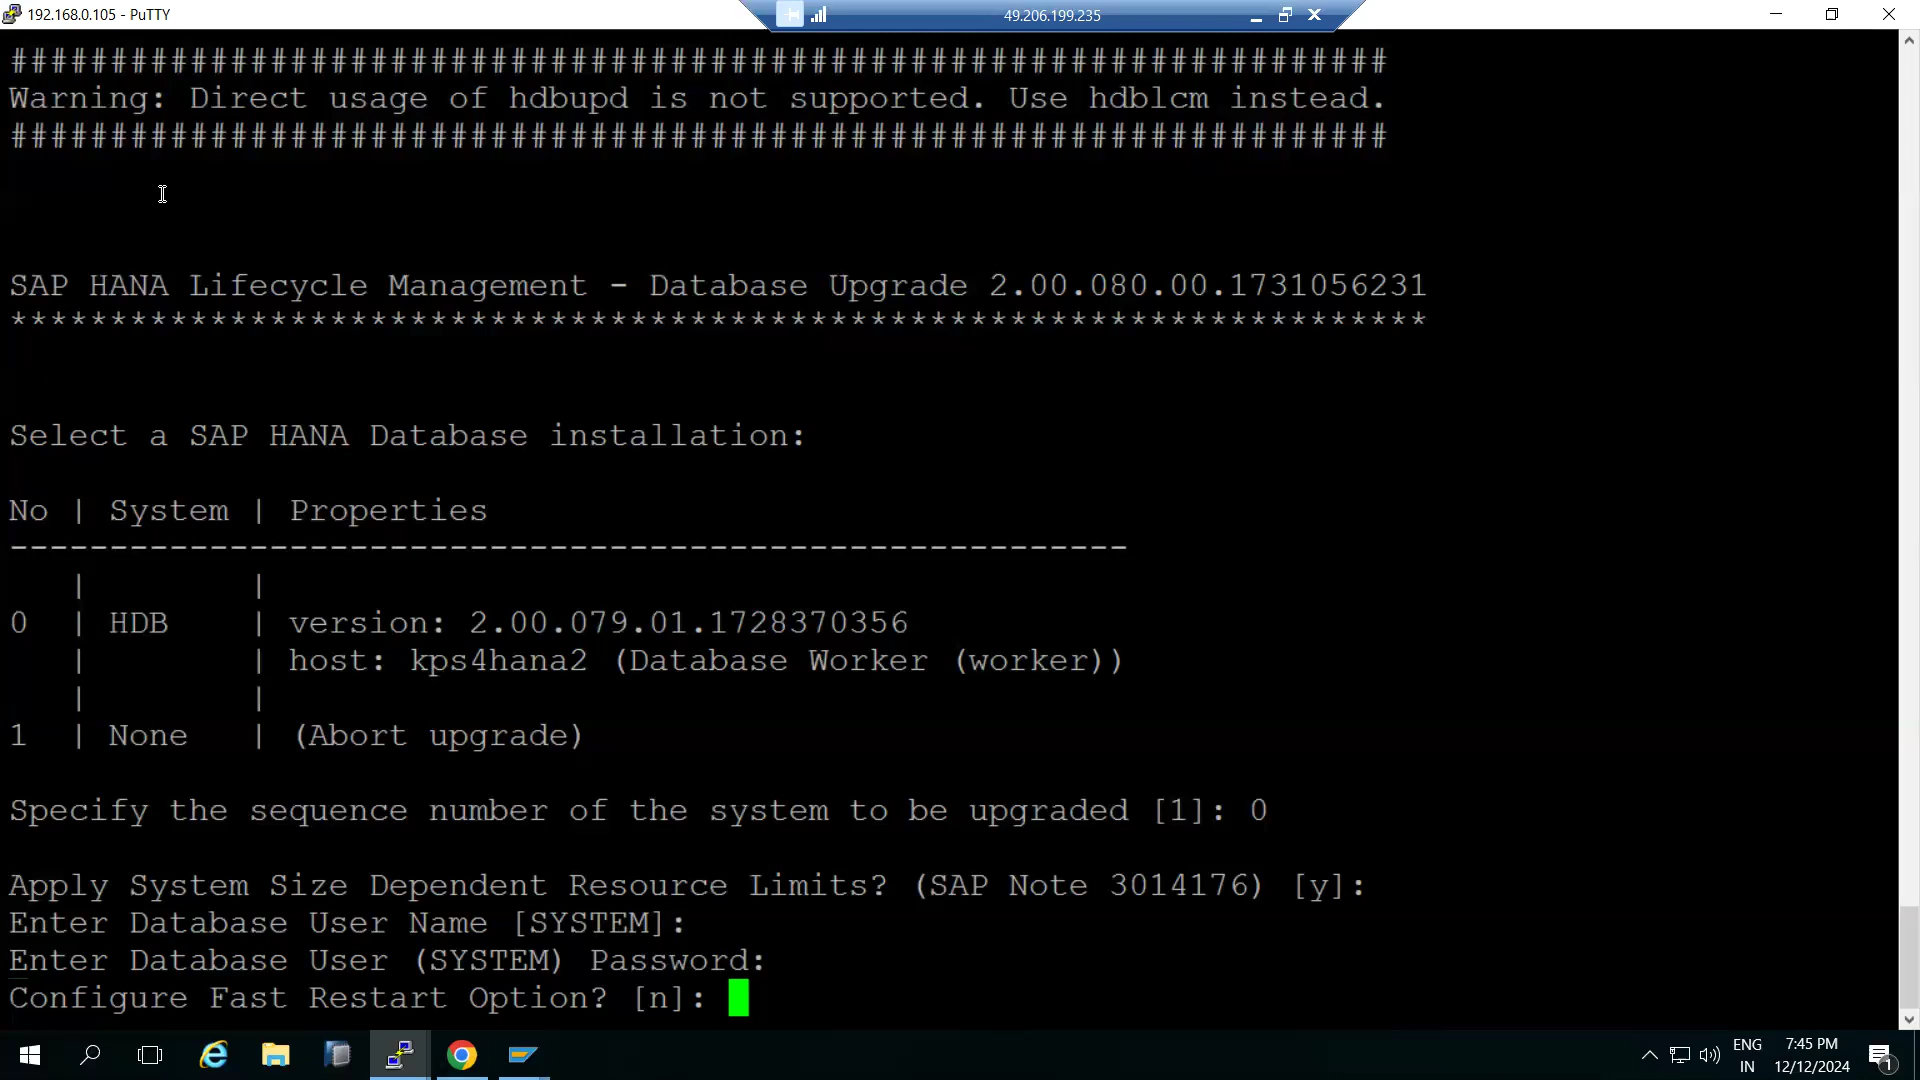 192.168.0.105 - PuTTY
49.206.199.235
#####################################################################
Warning: Direct usage of hdbupd is not supported. Use hdblcm instead.
#####################################################################
SAP HANA Lifecycle Management - Database Upgrade 2.00.080.00.1731056231
***********************************************************************
Select a SAP HANA Database installation:
No | System | Properties
--------------------------------------------------------
| |
0 | HDB | version: 2.00.079.01.1728370356
| | host: kps4hana2 (Database Worker (worker))
| |
1 | None | (Abort upgrade)
Specify the sequence number of the system to be upgraded [1]: 0
Apply System Size Dependent Resource Limits? (SAP Note 3014176) [y]:
Enter Database User Name [SYSTEM]:
Enter Database User (SYSTEM) Password:
Configure Fast Restart Option? [n]:
ENG
IN
7:45 PM
12/12/2024
1